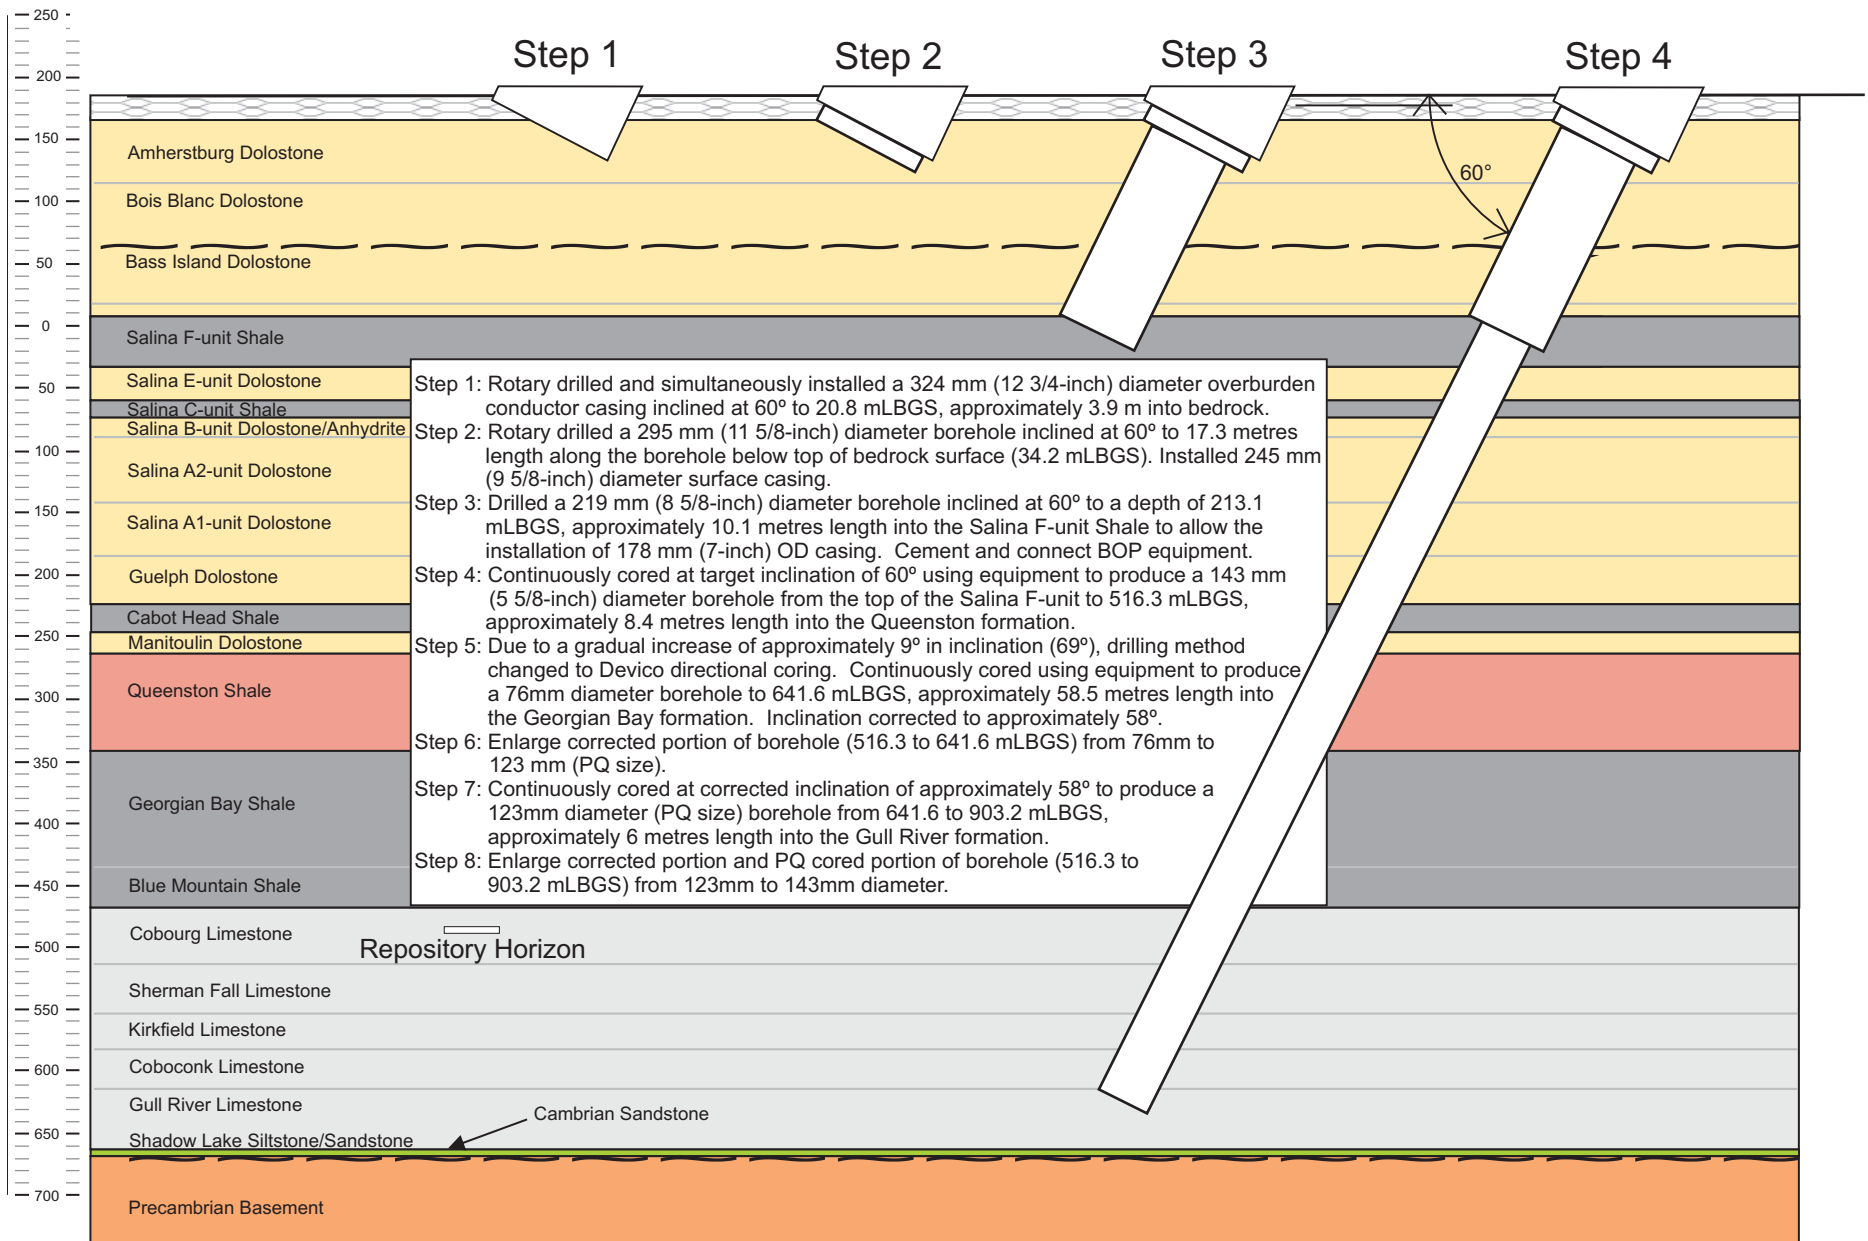 250
200
150
100
50
0
50
100
150
200
250
300
350
400
450
500
550
600
650
700
Step 1
Step 2
Step 3
Step 4
60°
Amherstburg Dolostone
Bois Blanc Dolostone
Bass Island Dolostone
Salina F-unit Shale
Salina E-unit Dolostone
Salina C-unit Shale
Salina B-unit Dolostone/Anhydrite
Salina A2-unit Dolostone
Salina A1-unit Dolostone
Guelph Dolostone
Cabot Head Shale
Manitoulin Dolostone
Queenston Shale
Georgian Bay Shale
Blue Mountain Shale
Cobourg Limestone
Repository Horizon
Sherman Fall Limestone
Kirkfield Limestone
Coboconk Limestone
Gull River Limestone
Cambrian Sandstone
Shadow Lake Siltstone/Sandstone
Precambrian Basement
Step 1: Rotary drilled and simultaneously installed a 324 mm (12 3/4-inch) diameter overburden
conductor casing inclined at 60º to 20.8 mLBGS, approximately 3.9 m into bedrock.
Step 2: Rotary drilled a 295 mm (11 5/8-inch) diameter borehole inclined at 60º to 17.3 metres
length along the borehole below top of bedrock surface (34.2 mLBGS). Installed 245 mm
(9 5/8-inch) diameter surface casing.
Step 3: Drilled a 219 mm (8 5/8-inch) diameter borehole inclined at 60º to a depth of 213.1
mLBGS, approximately 10.1 metres length into the Salina F-unit Shale to allow the
installation of 178 mm (7-inch) OD casing. Cement and connect BOP equipment.
Step 4: Continuously cored at target inclination of 60º using equipment to produce a 143 mm
(5 5/8-inch) diameter borehole from the top of the Salina F-unit to 516.3 mLBGS,
approximately 8.4 metres length into the Queenston formation.
Step 5: Due to a gradual increase of approximately 9º in inclination (69º), drilling method
changed to Devico directional coring. Continuously cored using equipment to produce
a 76mm diameter borehole to 641.6 mLBGS, approximately 58.5 metres length into
the Georgian Bay formation. Inclination corrected to approximately 58º.
Step 6: Enlarge corrected portion of borehole (516.3 to 641.6 mLBGS) from 76mm to
123 mm (PQ size).
Step 7: Continuously cored at corrected inclination of approximately 58º to produce a
123mm diameter (PQ size) borehole from 641.6 to 903.2 mLBGS,
approximately 6 metres length into the Gull River formation.
Step 8: Enlarge corrected portion and PQ cored portion of borehole (516.3 to
903.2 mLBGS) from 123mm to 143mm diameter.